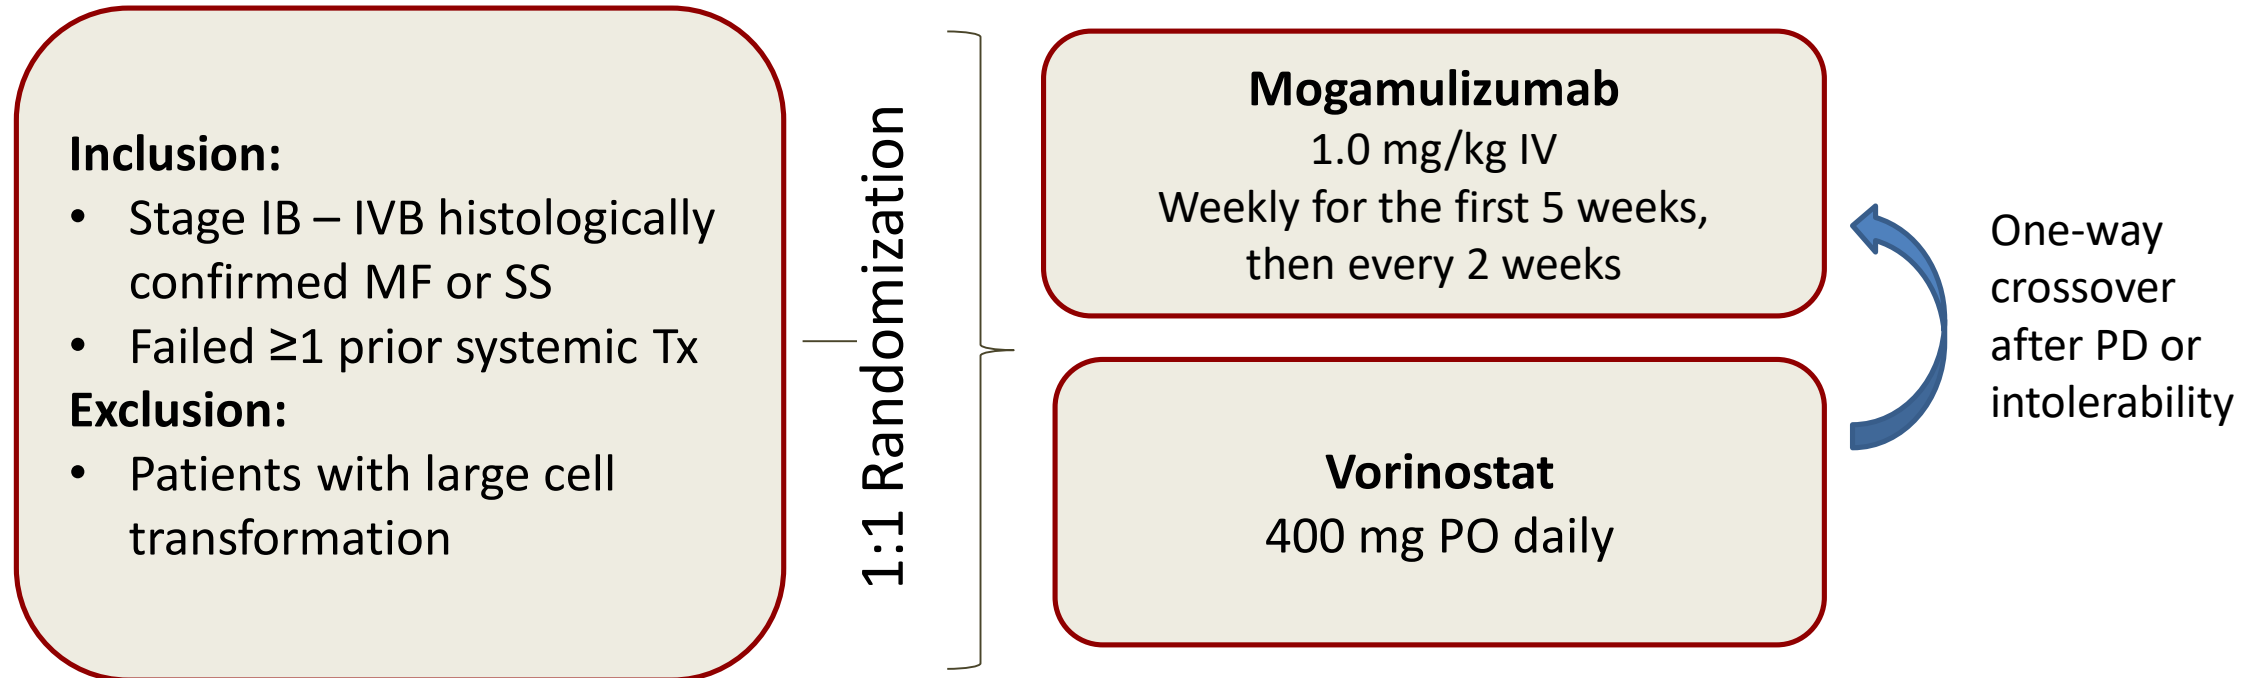 Inclusion:
• Stage IB – IVB histologically
confirmed MF or SS
• Failed ≥1 prior systemic Tx
Exclusion:
• Patients with large cell
transformation
1:1 Randomization
Mogamulizumab
1.0 mg/kg IV
Weekly for the first 5 weeks,
then every 2 weeks
Vorinostat
400 mg PO daily
One-way
crossover
after PD or
intolerability